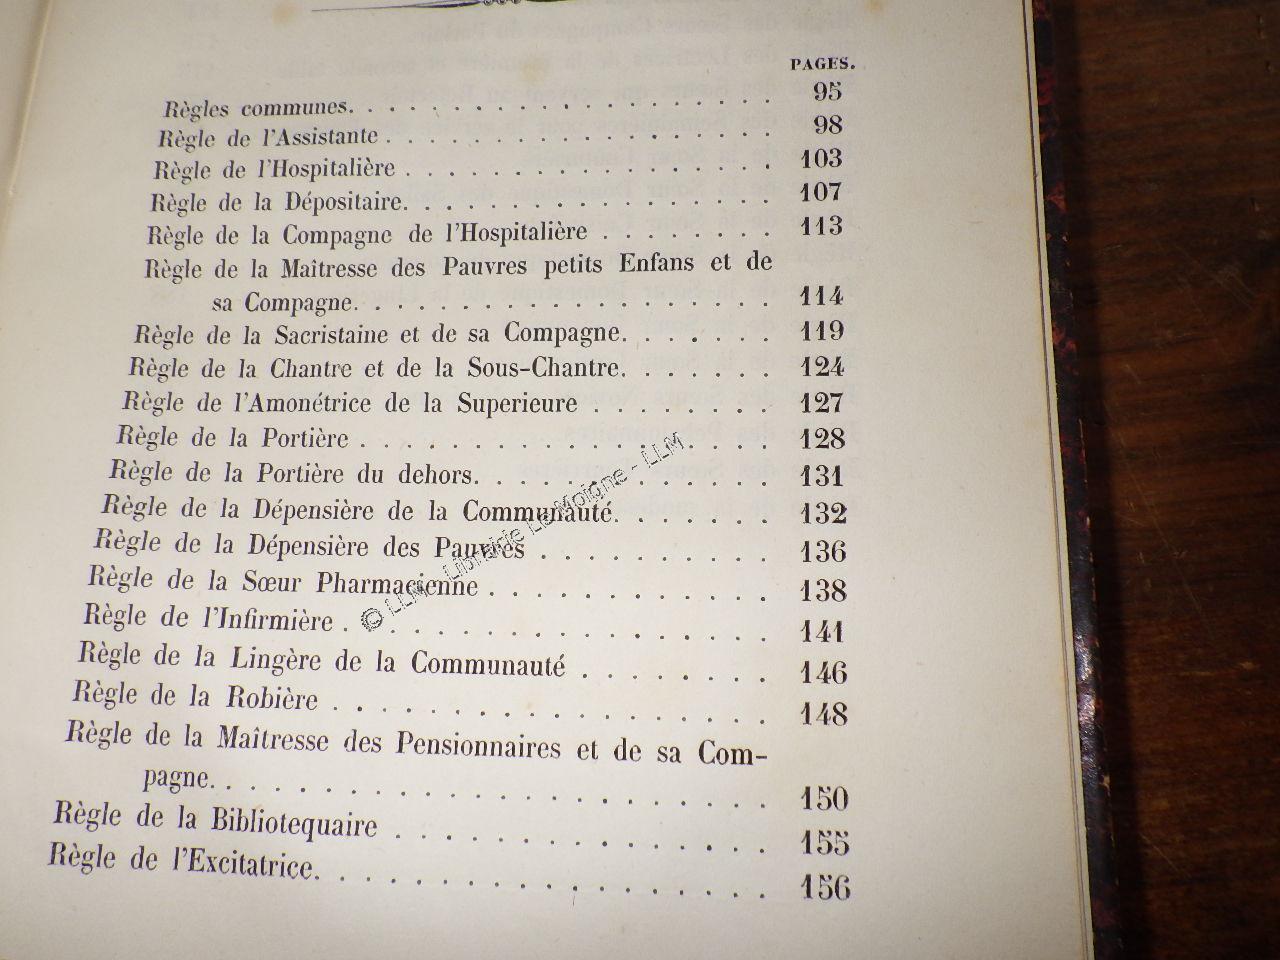 PAGES.
Règles communes. . . . . . . . . . . . . . . . . . 95
Règle de l'Assistante . . . . . . . . . . . . . . . . . 98
Règle de l'Hospitalière . . . . . . . . . . . . . . . . 103
Règle de la Dépositaire. . . . . . . . . . . . . . . . 107
Règle de la Compagne de l'Hospitalière . . . . . . . . 113
Règle de la Maîtresse des Pauvres petits Enfans et de
sa Compagne. . . . . . . . . . . . . . . . . . 114
Règle de la Sacristaine et de sa Compagne. . . . . . . 119
Règle de la Chantre et de la Sous-Chantre. . . . . . . 124
Règle de l'Amonétrice de la Superieure . . . . . . . . 127
Règle de la Portière . . . . . . . . . . . . . . . . . 128
Règle de la Portière du dehors. . . . . . . . . . . . . 131
Règle de la Dépensière de la Communauté. . . . . . . 132
Règle de la Dépensière des Pauvres . . . . . . . . . . 136
Règle de la Sœur Pharmacienne . . . . . . . . . . . . 138
Règle de l'Infirmière . . . . . . . . . . . . . . . . . . 141
Règle de la Lingère de la Communauté . . . . . . . . 146
Règle de la Robière . . . . . . . . . . . . . . . . . . 148
Règle de la Maîtresse des Pensionnaires et de sa Com-
pagne. . . . . . . . . . . . . . . . . . . . . . . 150
Règle de la Bibliotequaire . . . . . . . . . . . . . . . 155
Règle de l'Excitatrice. . . . . . . . . . . . . . . . . . 156
© LLM - Librairie Le Moigne - LLM